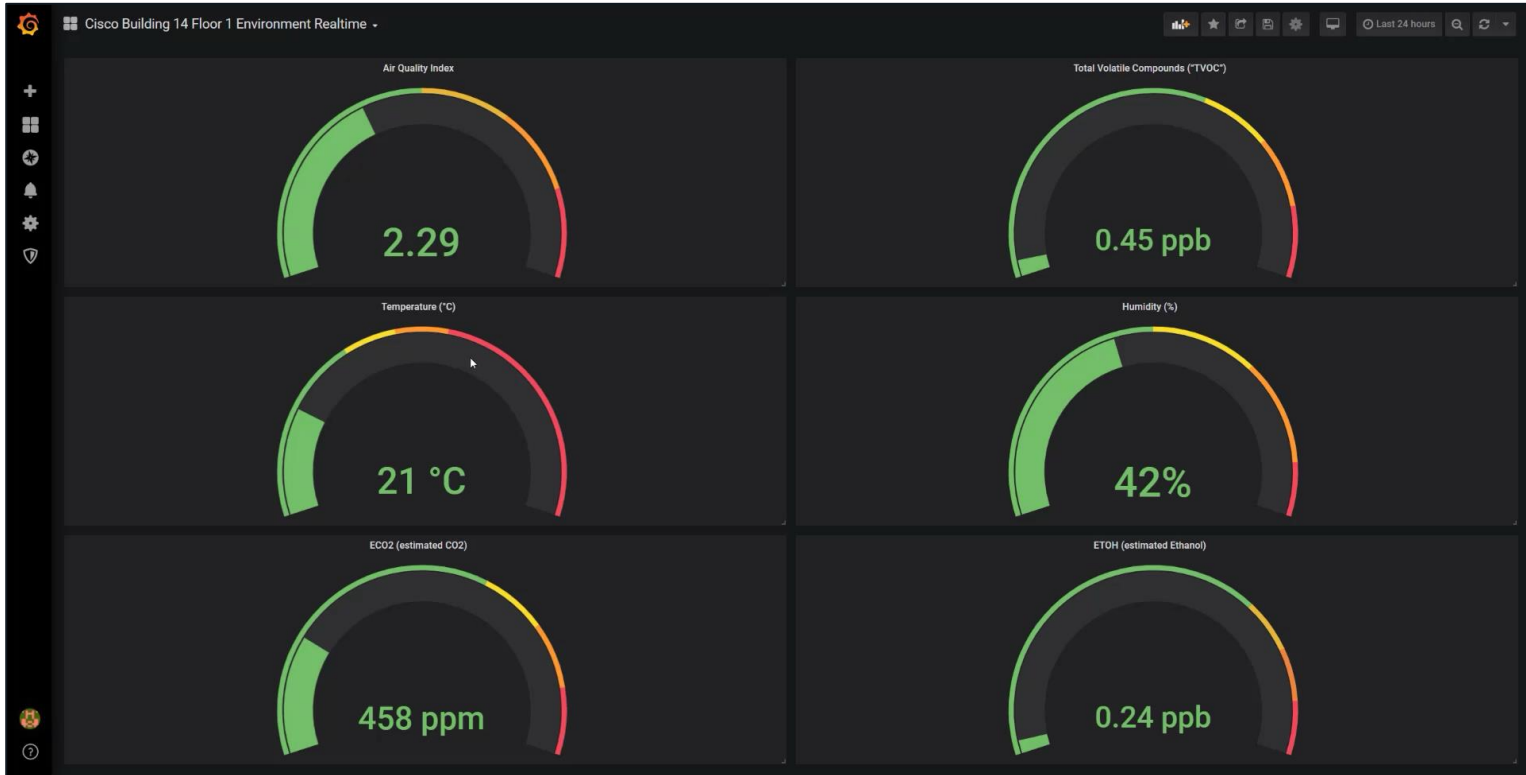 Cisco Building 14 Floor 1 Environment Realtime
Last 24 hours
Air Quality Index
2.29
Total Volatile Compounds ("TVOC")
0.45 ppb
Temperature (°C)
21 °C
Humidity (%)
42%
ECO2 (estimated CO2)
458 ppm
ETOH (estimated Ethanol)
0.24 ppb